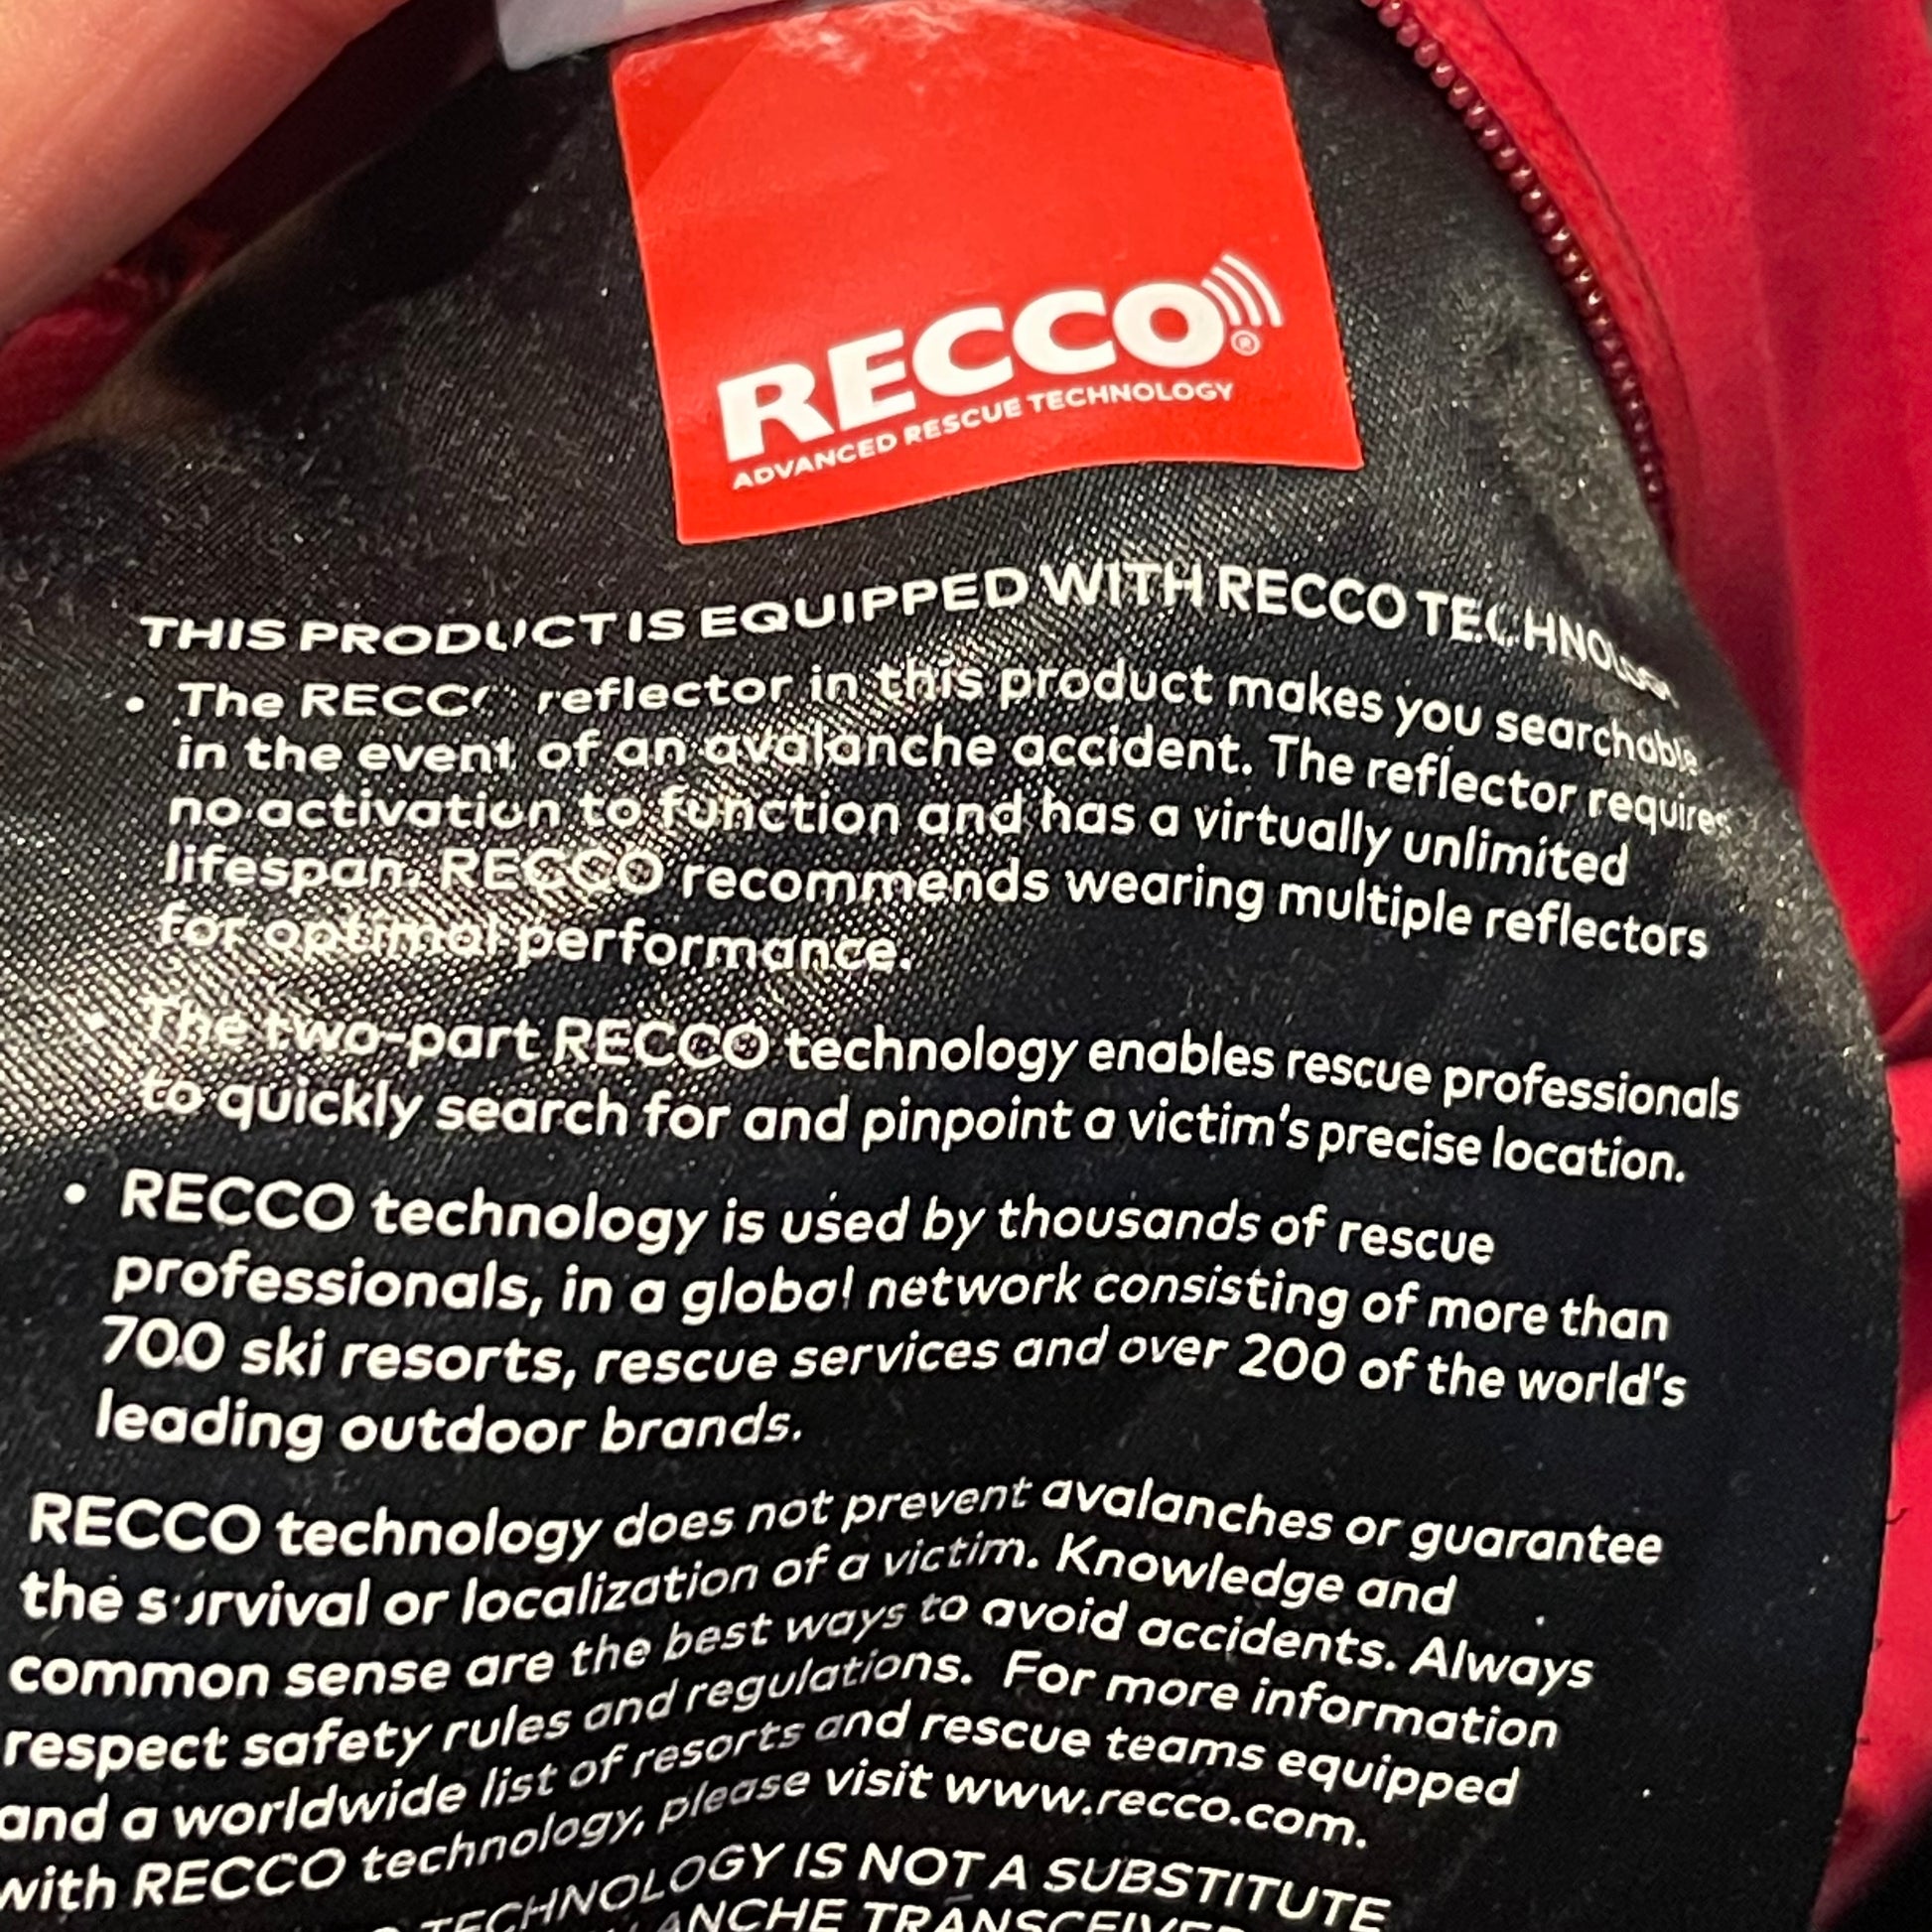 RECCO®
ADVANCED RESCUE TECHNOLOGY
THIS PRODUCT IS EQUIPPED WITH RECCO TECHNOLOGY
• The RECCO reflector in this product makes you searchable
in the event of an avalanche accident. The reflector requires
no activation to function and has a virtually unlimited
lifespan. RECCO recommends wearing multiple reflectors
for optimal performance.
• The two-part RECCO technology enables rescue professionals
to quickly search for and pinpoint a victim's precise location.
• RECCO technology is used by thousands of rescue
professionals, in a global network consisting of more than
700 ski resorts, rescue services and over 200 of the world's
leading outdoor brands.
RECCO technology does not prevent avalanches or guarantee
the survival or localization of a victim. Knowledge and
common sense are the best ways to avoid accidents. Always
respect safety rules and regulations. For more information
and a worldwide list of resorts and rescue teams equipped
with RECCO technology, please visit www.recco.com.
TECHNOLOGY IS NOT A SUBSTITUTE
TRANSCEIVER